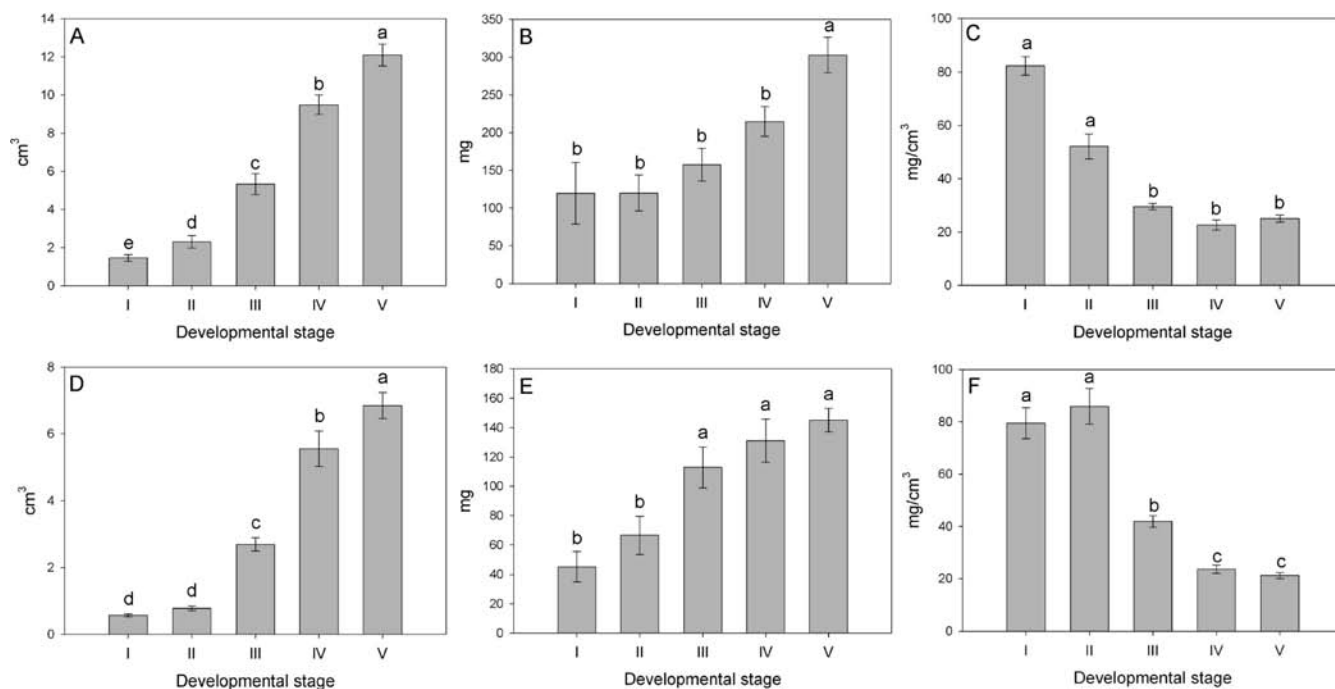 A
cm³
14
12
10
8
6
4
2
0
e
d
c
b
a
I II III IV V
Developmental stage
B
mg
350
300
250
200
150
100
50
0
b
b
b
b
a
I II III IV V
Developmental stage
C
mg/cm³
100
80
60
40
20
0
a
a
b
b
b
I II III IV V
Developmental stage
D
cm³
8
6
4
2
0
d
d
c
b
a
I II III IV V
Developmental stage
E
mg
180
160
140
120
100
80
60
40
20
0
b
b
a
a
a
I II III IV V
Developmental stage
F
mg/cm³
100
80
60
40
20
0
a
a
b
c
c
I II III IV V
Developmental stage